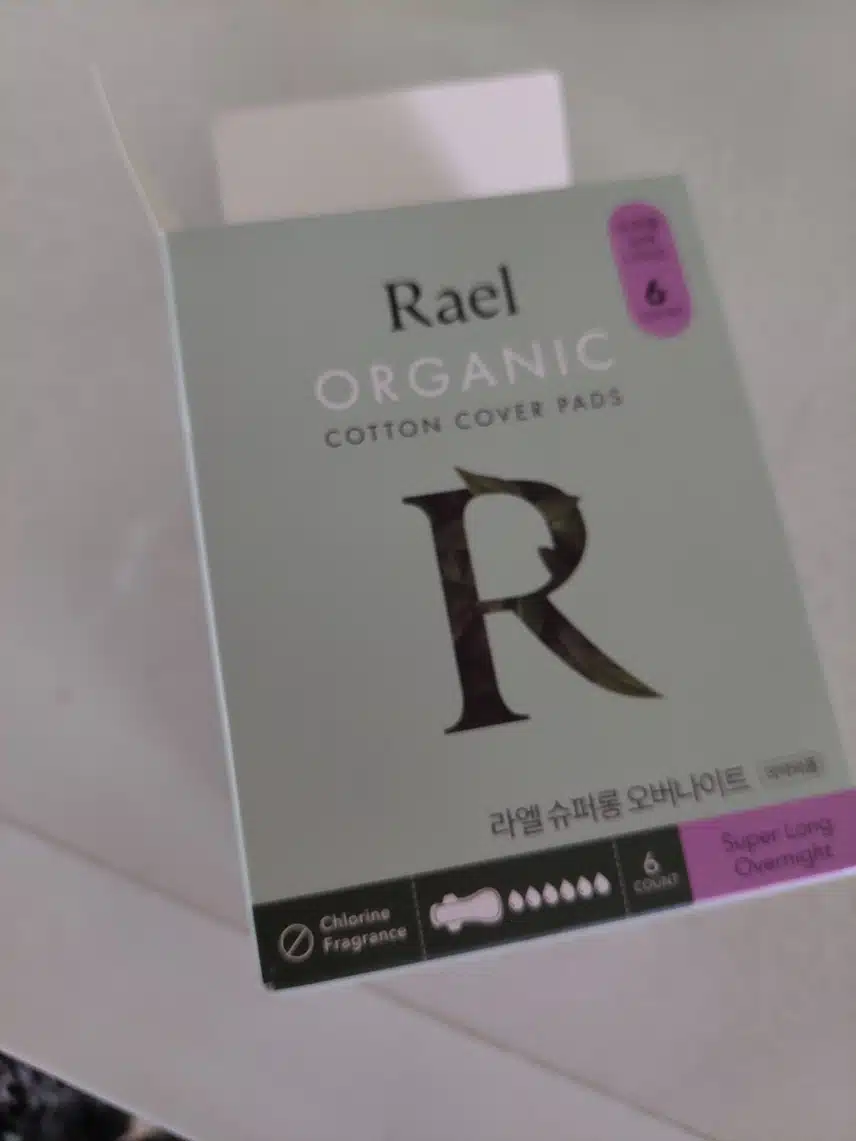 6
Rael
ORGANIC
COTTON COVER PADS
R
라엘 슈퍼롱 오버나이트
Chlorine
Fragrance
6
COUNT
Super Long
Overnight